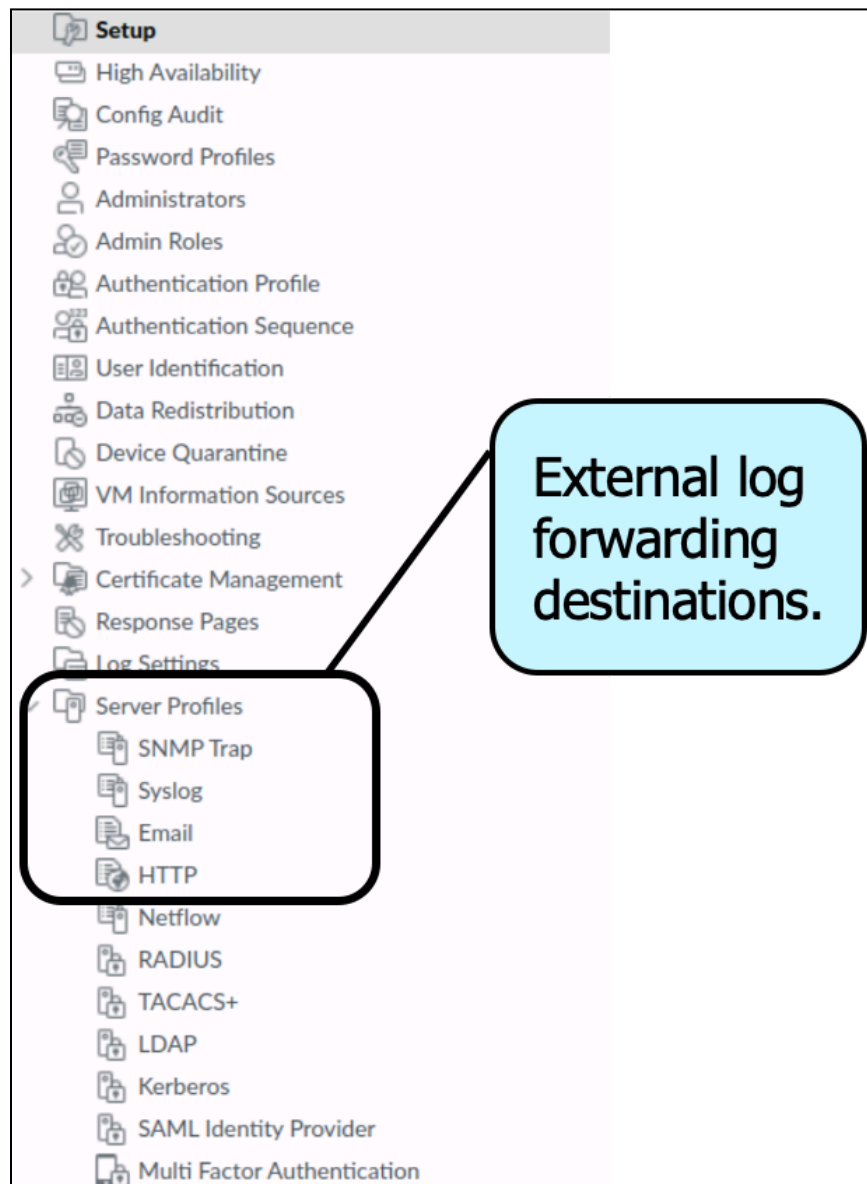 Setup
High Availability
Config Audit
Password Profiles
Administrators
Admin Roles
Authentication Profile
Authentication Sequence
User Identification
Data Redistribution
Device Quarantine
VM Information Sources
Troubleshooting
Certificate Management
Response Pages
Log Settings
Server Profiles
SNMP Trap
Syslog
Email
HTTP
Netflow
RADIUS
TACACS+
LDAP
Kerberos
SAML Identity Provider
Multi Factor Authentication
External log
forwarding
destinations.